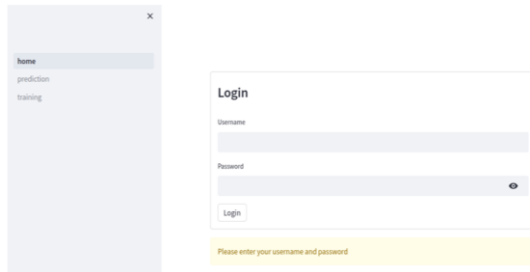 home
prediction
training
Login
Username
Password
Login
Please enter your username and password